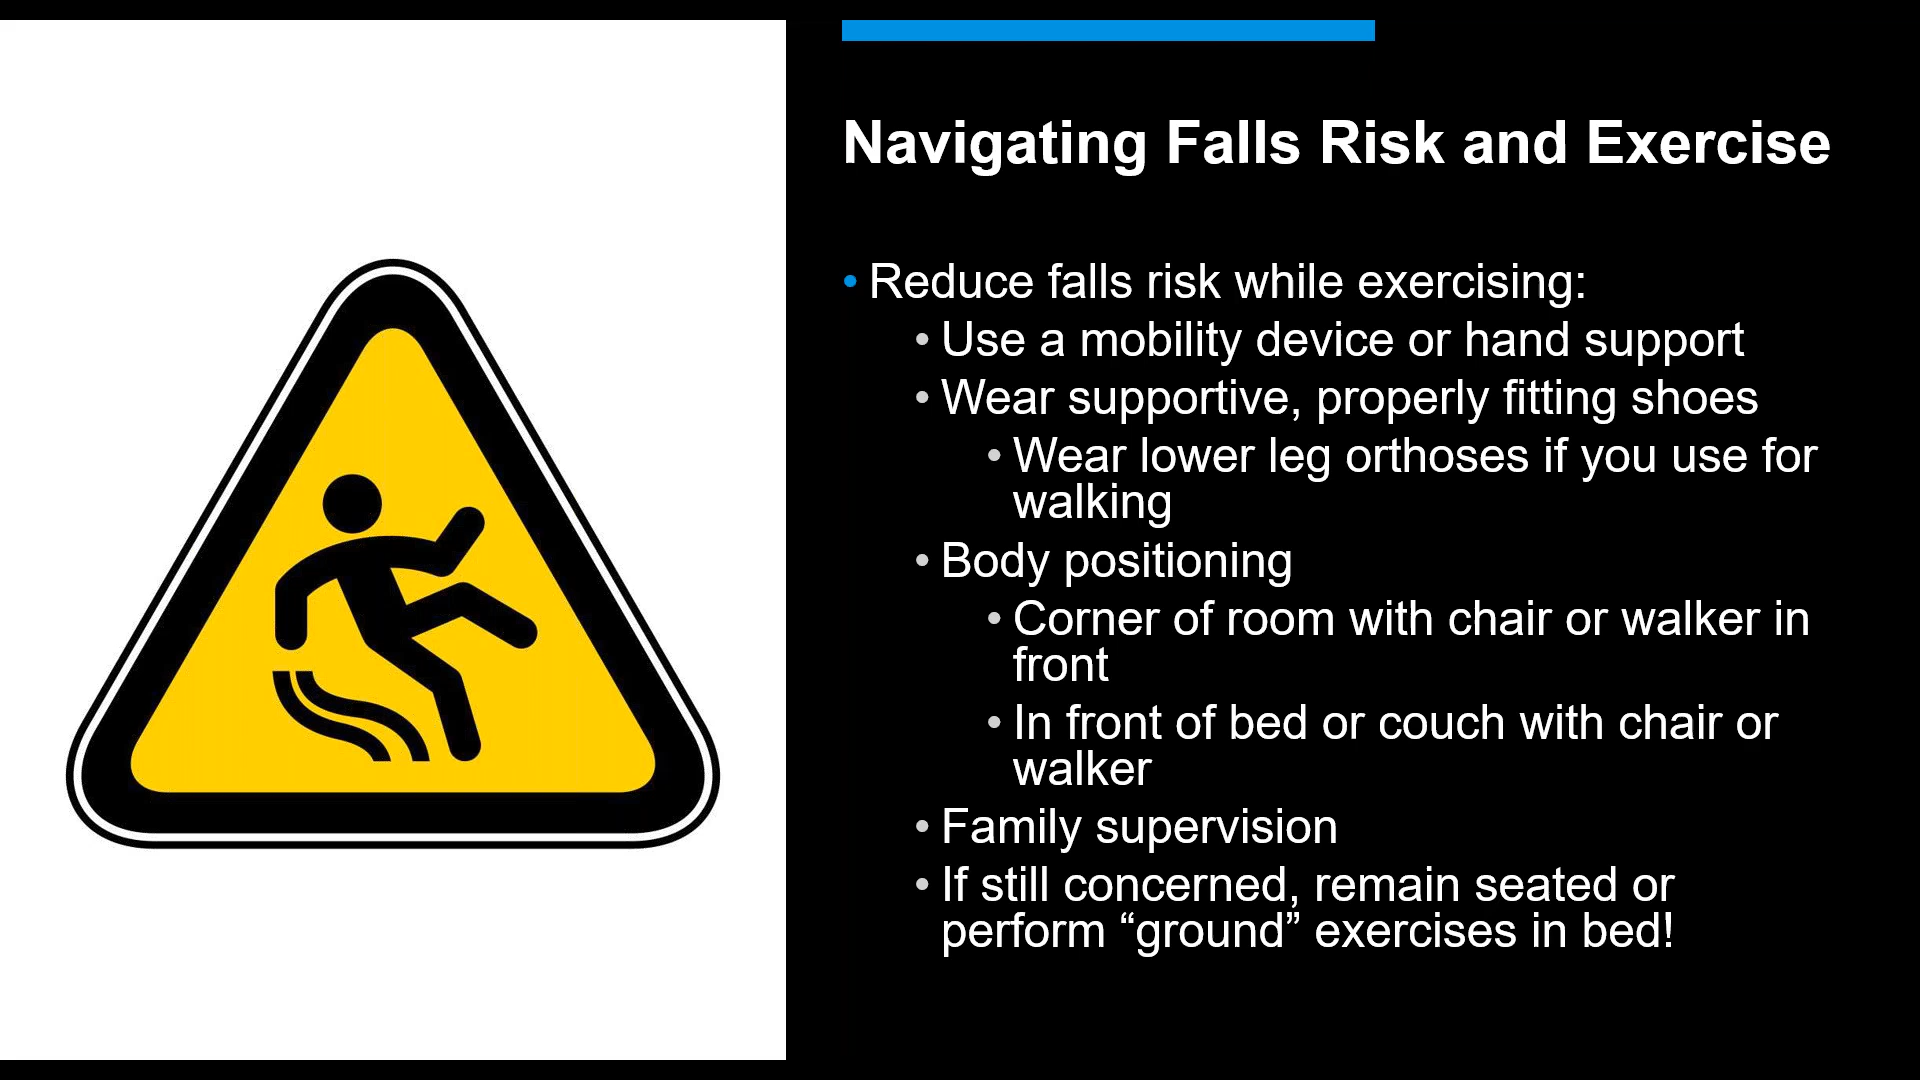 Navigating Falls Risk and Exercise
• Reduce falls risk while exercising:
• Use a mobility device or hand support
• Wear supportive, properly fitting shoes
• Wear lower leg orthoses if you use for
walking
• Body positioning
• Corner of room with chair or walker in
front
• In front of bed or couch with chair or
walker
• Family supervision
• If still concerned, remain seated or
perform “ground” exercises in bed!